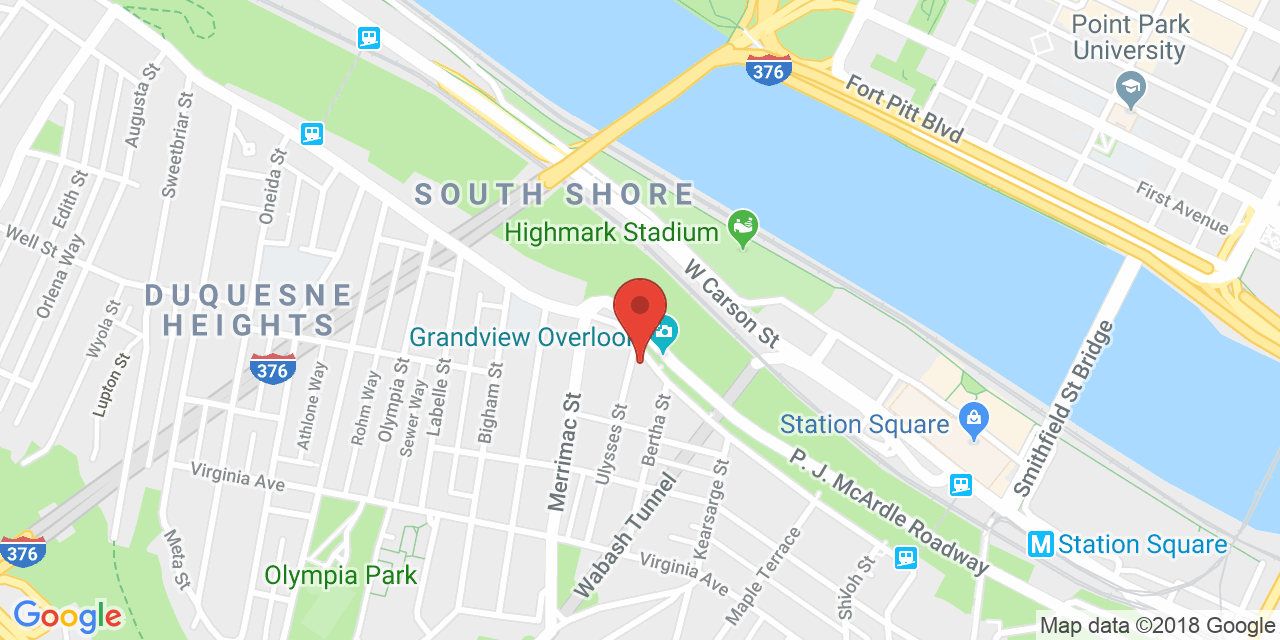 Point Park
University
376
Fort Pitt Blvd
First Avenue
Augusta St
Sweetbriar St
Oneida St
Edith St
Orlena Way
Well St
SOUTH SHORE
Highmark Stadium
W Carson St
DUQUESNE
HEIGHTS
Grandview Overloo
376
Wyola St
Lupton St
Athlone Way
Rohm Way
Olympia St
Sewer Way
Labelle St
Bigham St
Merrimac St
Ulysses St
Bertha St
Kearsarge St
Smithfield St Bridge
Station Square
P. J. McArdle Roadway
Virginia Ave
Wabash Tunnel
Meta St
376
Olympia Park
Virginia Ave
Maple Terrace
M Station Square
Google
Map data ©2018 Google